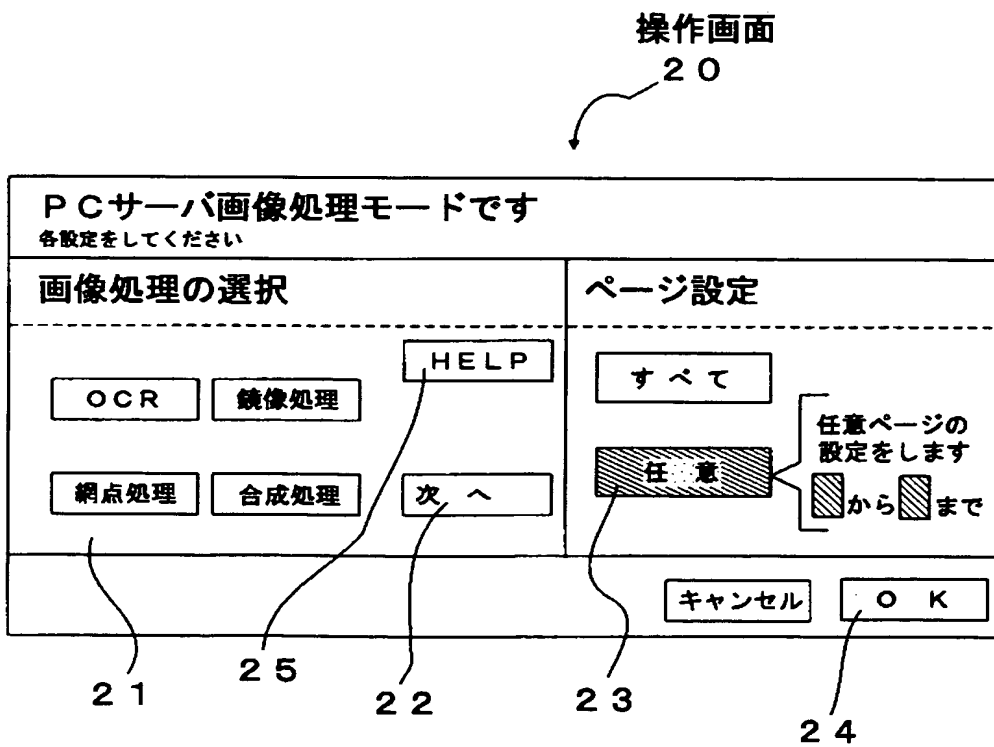 操作画面
２０
ＰＣサーバ画像処理モードです
各設定をしてください
画像処理の選択
ページ設定
ＨＥＬＰ
ＯＣＲ
鏡像処理
網点処理
合成処理
次 へ
す べ て
任 意
任意ページの
設定をします
から まで
キャンセル
Ｏ Ｋ
２１
２５
２２
２３
２４